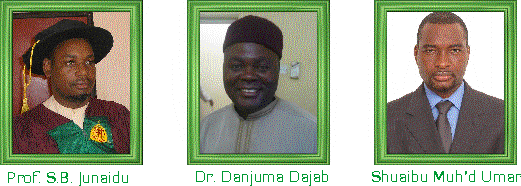 Prof. S.B. Junaidu
Dr. Danjuma Dajab
Shuaibu Muh'd Umar